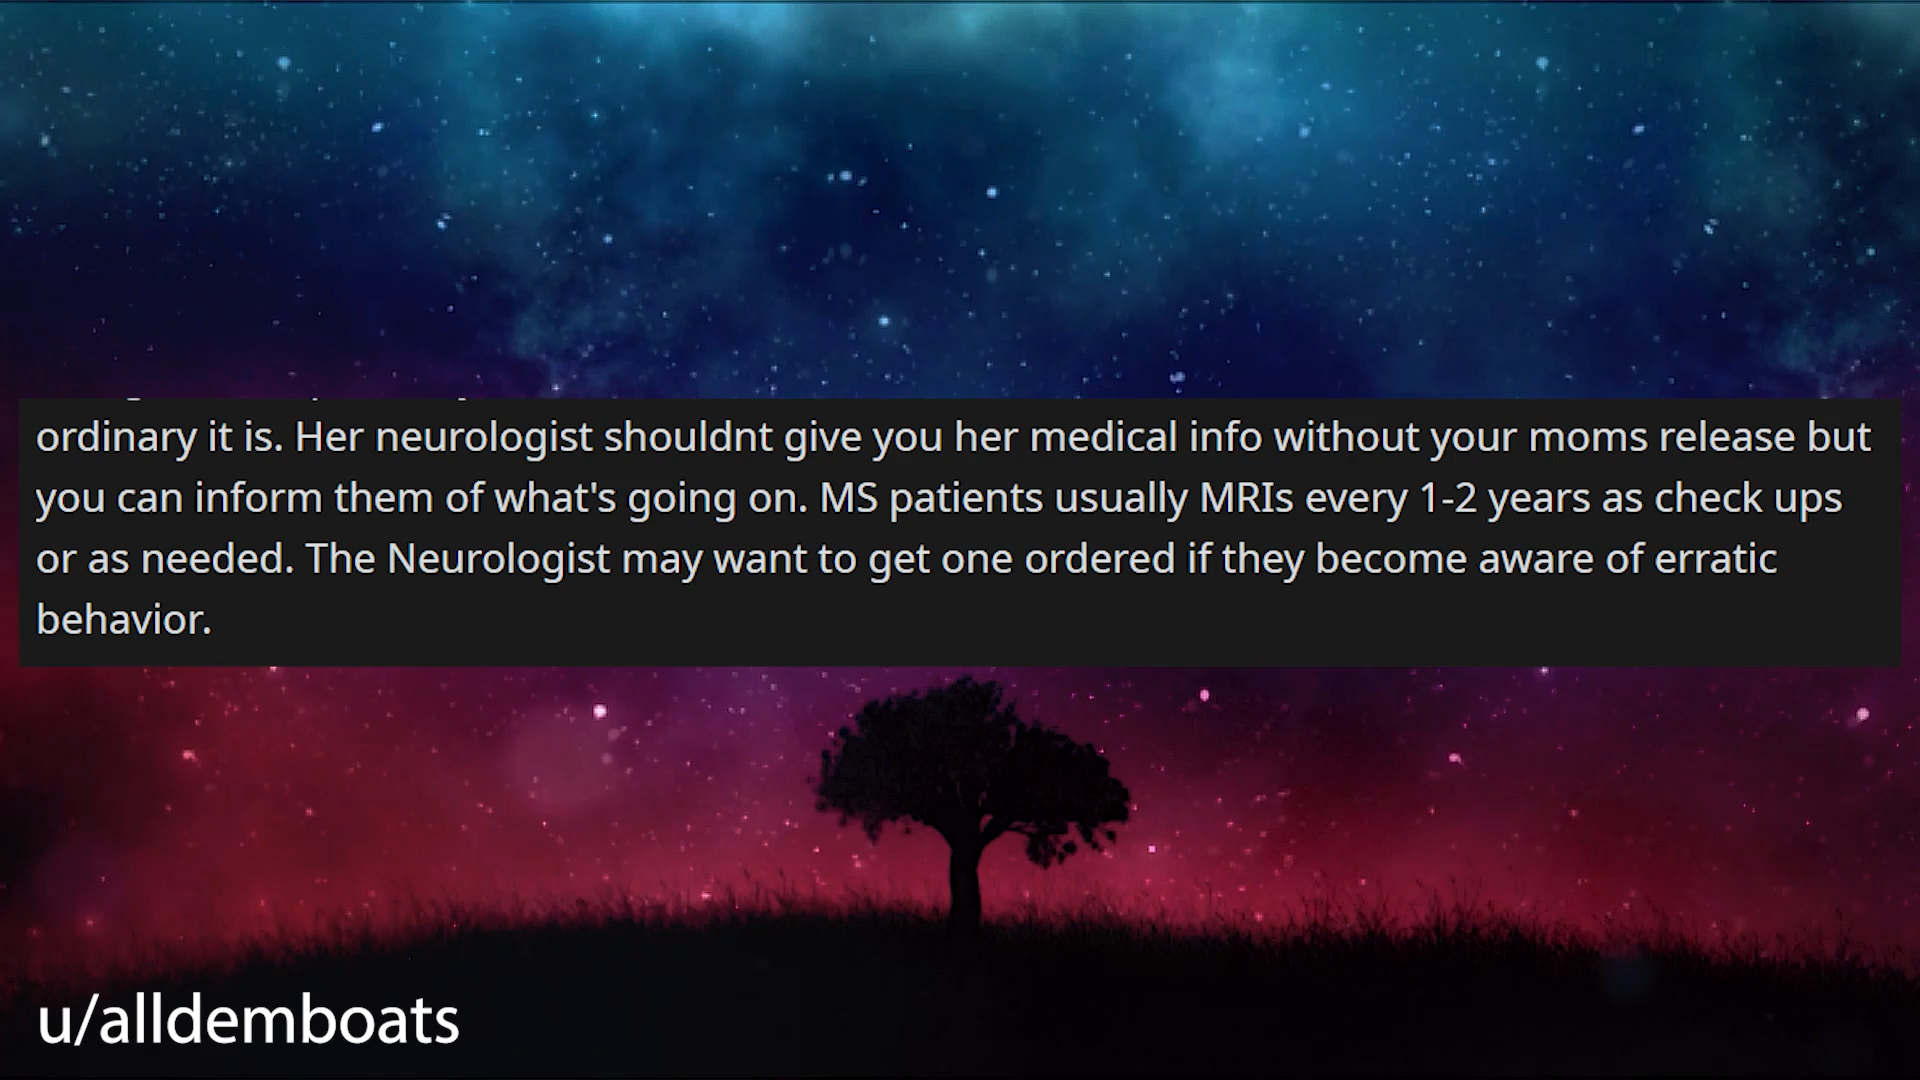 ordinary it is. Her neurologist shouldnt give you her medical info without your moms release but
you can inform them of what's going on. MS patients usually MRIs every 1-2 years as check ups
or as needed. The Neurologist may want to get one ordered if they become aware of erratic
behavior.
u/alldemboats